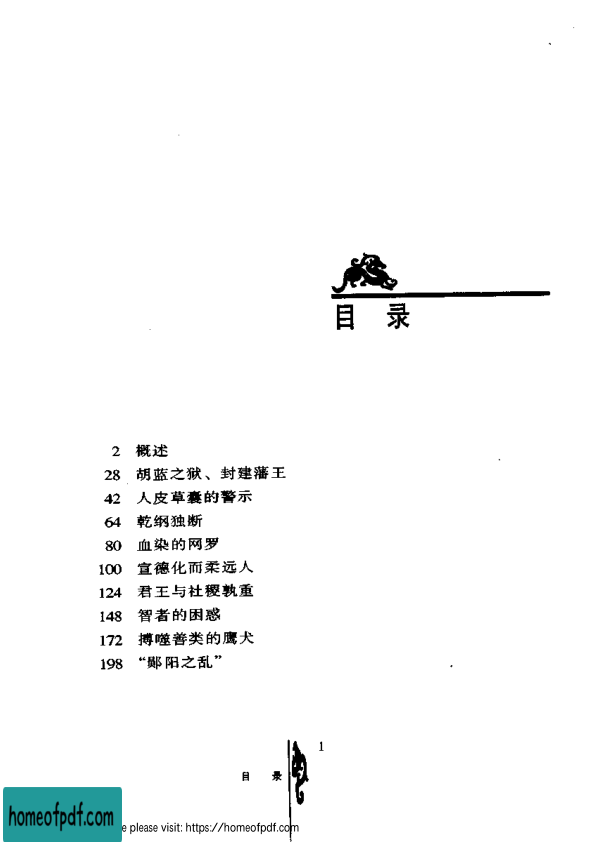 目 录
2 概述
28 胡蓝之狱、封建藩王
42 人皮草囊的警示
64 乾纲独断
80 血染的网罗
100 宣德化而柔远人
124 君王与社稷孰重
148 智者的困惑
172 搏噬善类的鹰犬
198 “郧阳之乱”
1
目 录
homeofpdf.com
e please visit: https://homeofpdf.com